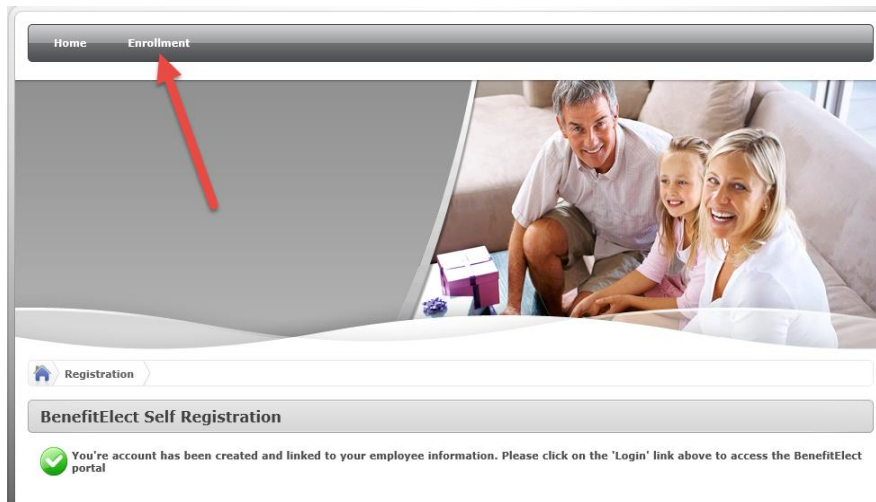 Home Enrollment
Registration
BenefitElect Self Registration
You're account has been created and linked to your employee information. Please click on the 'Login' link above to access the BenefitElect
portal